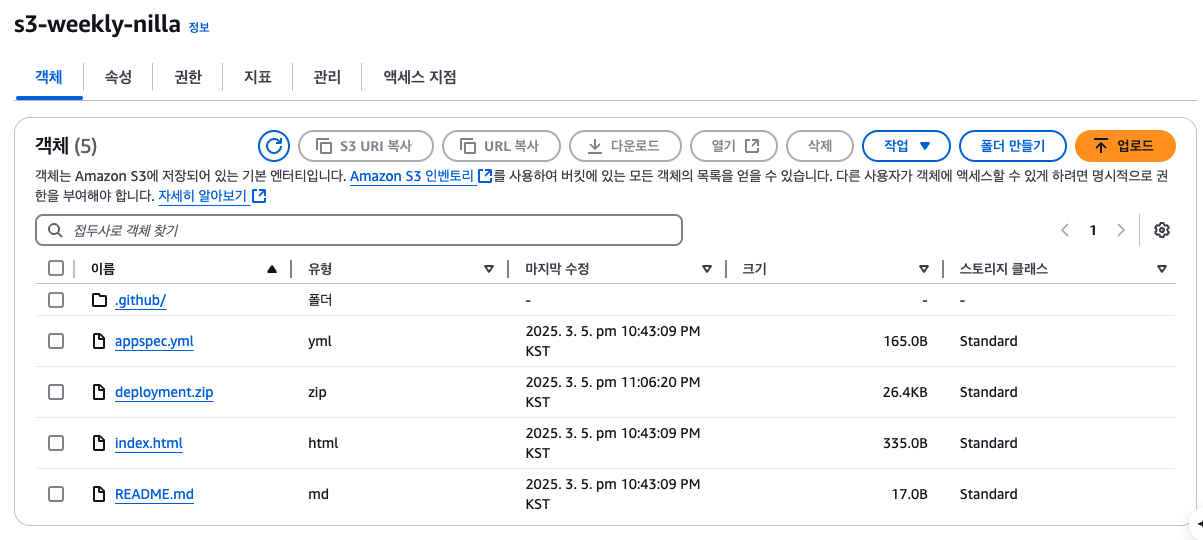 s3-weekly-nilla 정보
객체 속성 권한 지표 관리 액세스 지점
객체 (5) S3 URI 복사 URL 복사 다운로드 열기 삭제 작업 폴더 만들기 업로드
객체는 Amazon S3에 저장되어 있는 기본 엔터티입니다. Amazon S3 인벤토리 를 사용하여 버킷에 있는 모든 객체의 목록을 얻을 수 있습니다. 다른 사용자가 객체에 액세스할 수 있게 하려면 명시적으로 권
한을 부여해야 합니다. 자세히 알아보기
접두사로 객체 찾기 1
이름 유형 마지막 수정 크기 스토리지 클래스
.github/ 폴더 - - -
appspec.yml yml 2025. 3. 5. pm 10:43:09 PM KST 165.0B Standard
deployment.zip zip 2025. 3. 5. pm 11:06:20 PM KST 26.4KB Standard
index.html html 2025. 3. 5. pm 10:43:09 PM KST 335.0B Standard
README.md md 2025. 3. 5. pm 10:43:09 PM KST 17.0B Standard